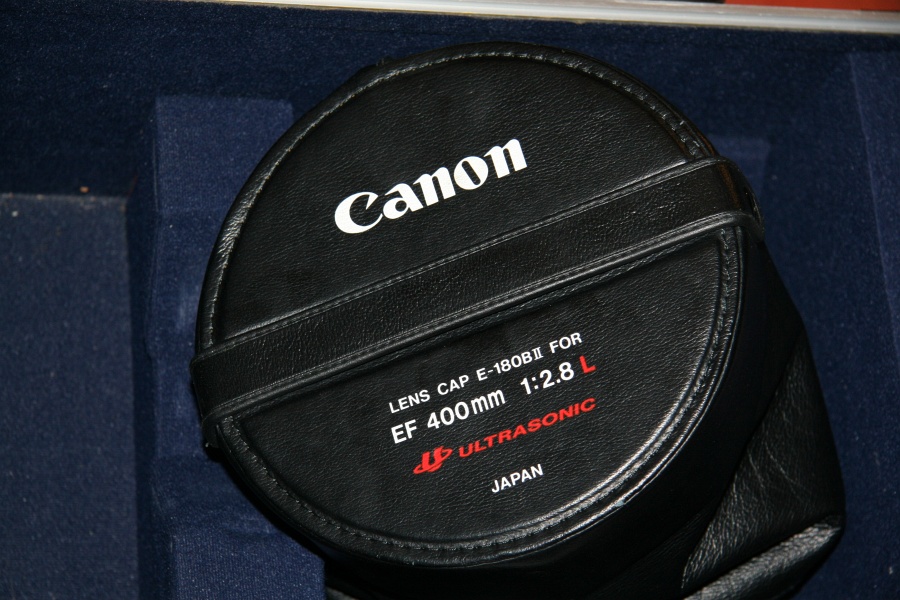 Canon
LENS CAP E-180BII FOR
EF 400mm 1:2.8 L
ULTRASONIC
JAPAN